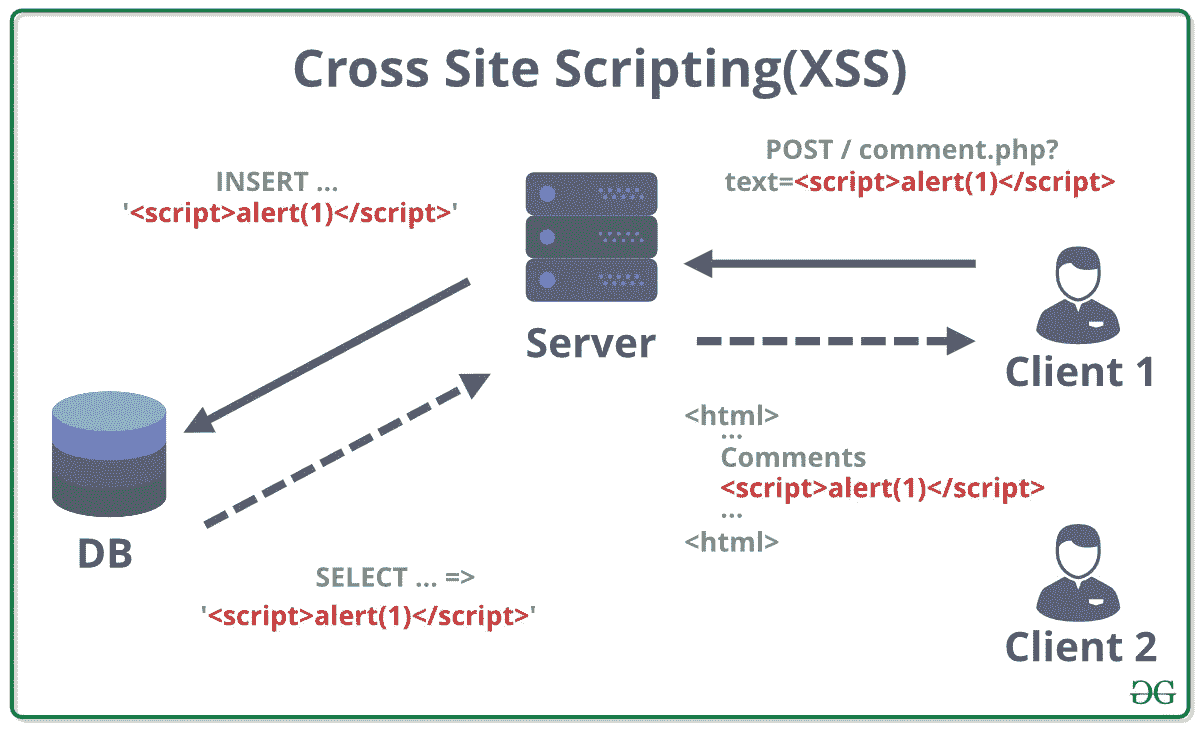 Cross Site Scripting(XSS)
POST / comment.php?
text=<script>alert(1)</script>
INSERT ...
'<script>alert(1)</script>'
Server
Client 1
<html>
...
Comments
<script>alert(1)</script>
...
<html>
DB
SELECT ... =>
'<script>alert(1)</script>'
Client 2